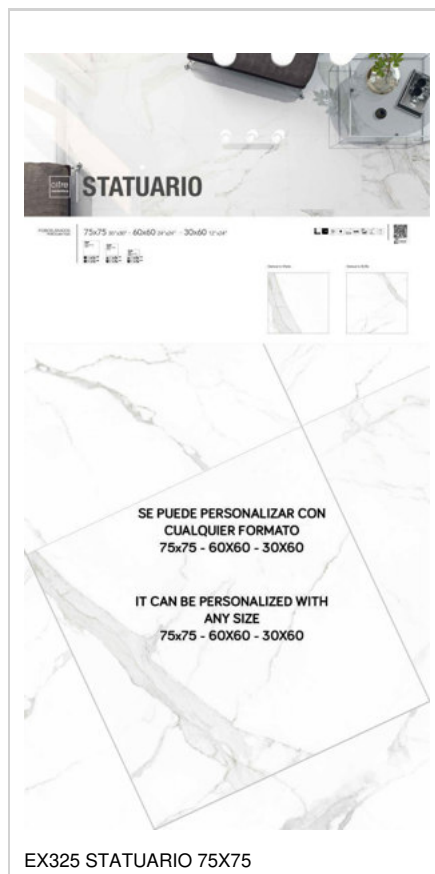 STATUARIO
75x75 - 60x60 - 30x60
SE PUEDE PERSONALIZAR CON
CUALQUIER FORMATO
75x75 - 60X60 - 30X60
IT CAN BE PERSONALIZED WITH
ANY SIZE
75x75 - 60X60 - 30X60
EX325 STATUARIO 75X75